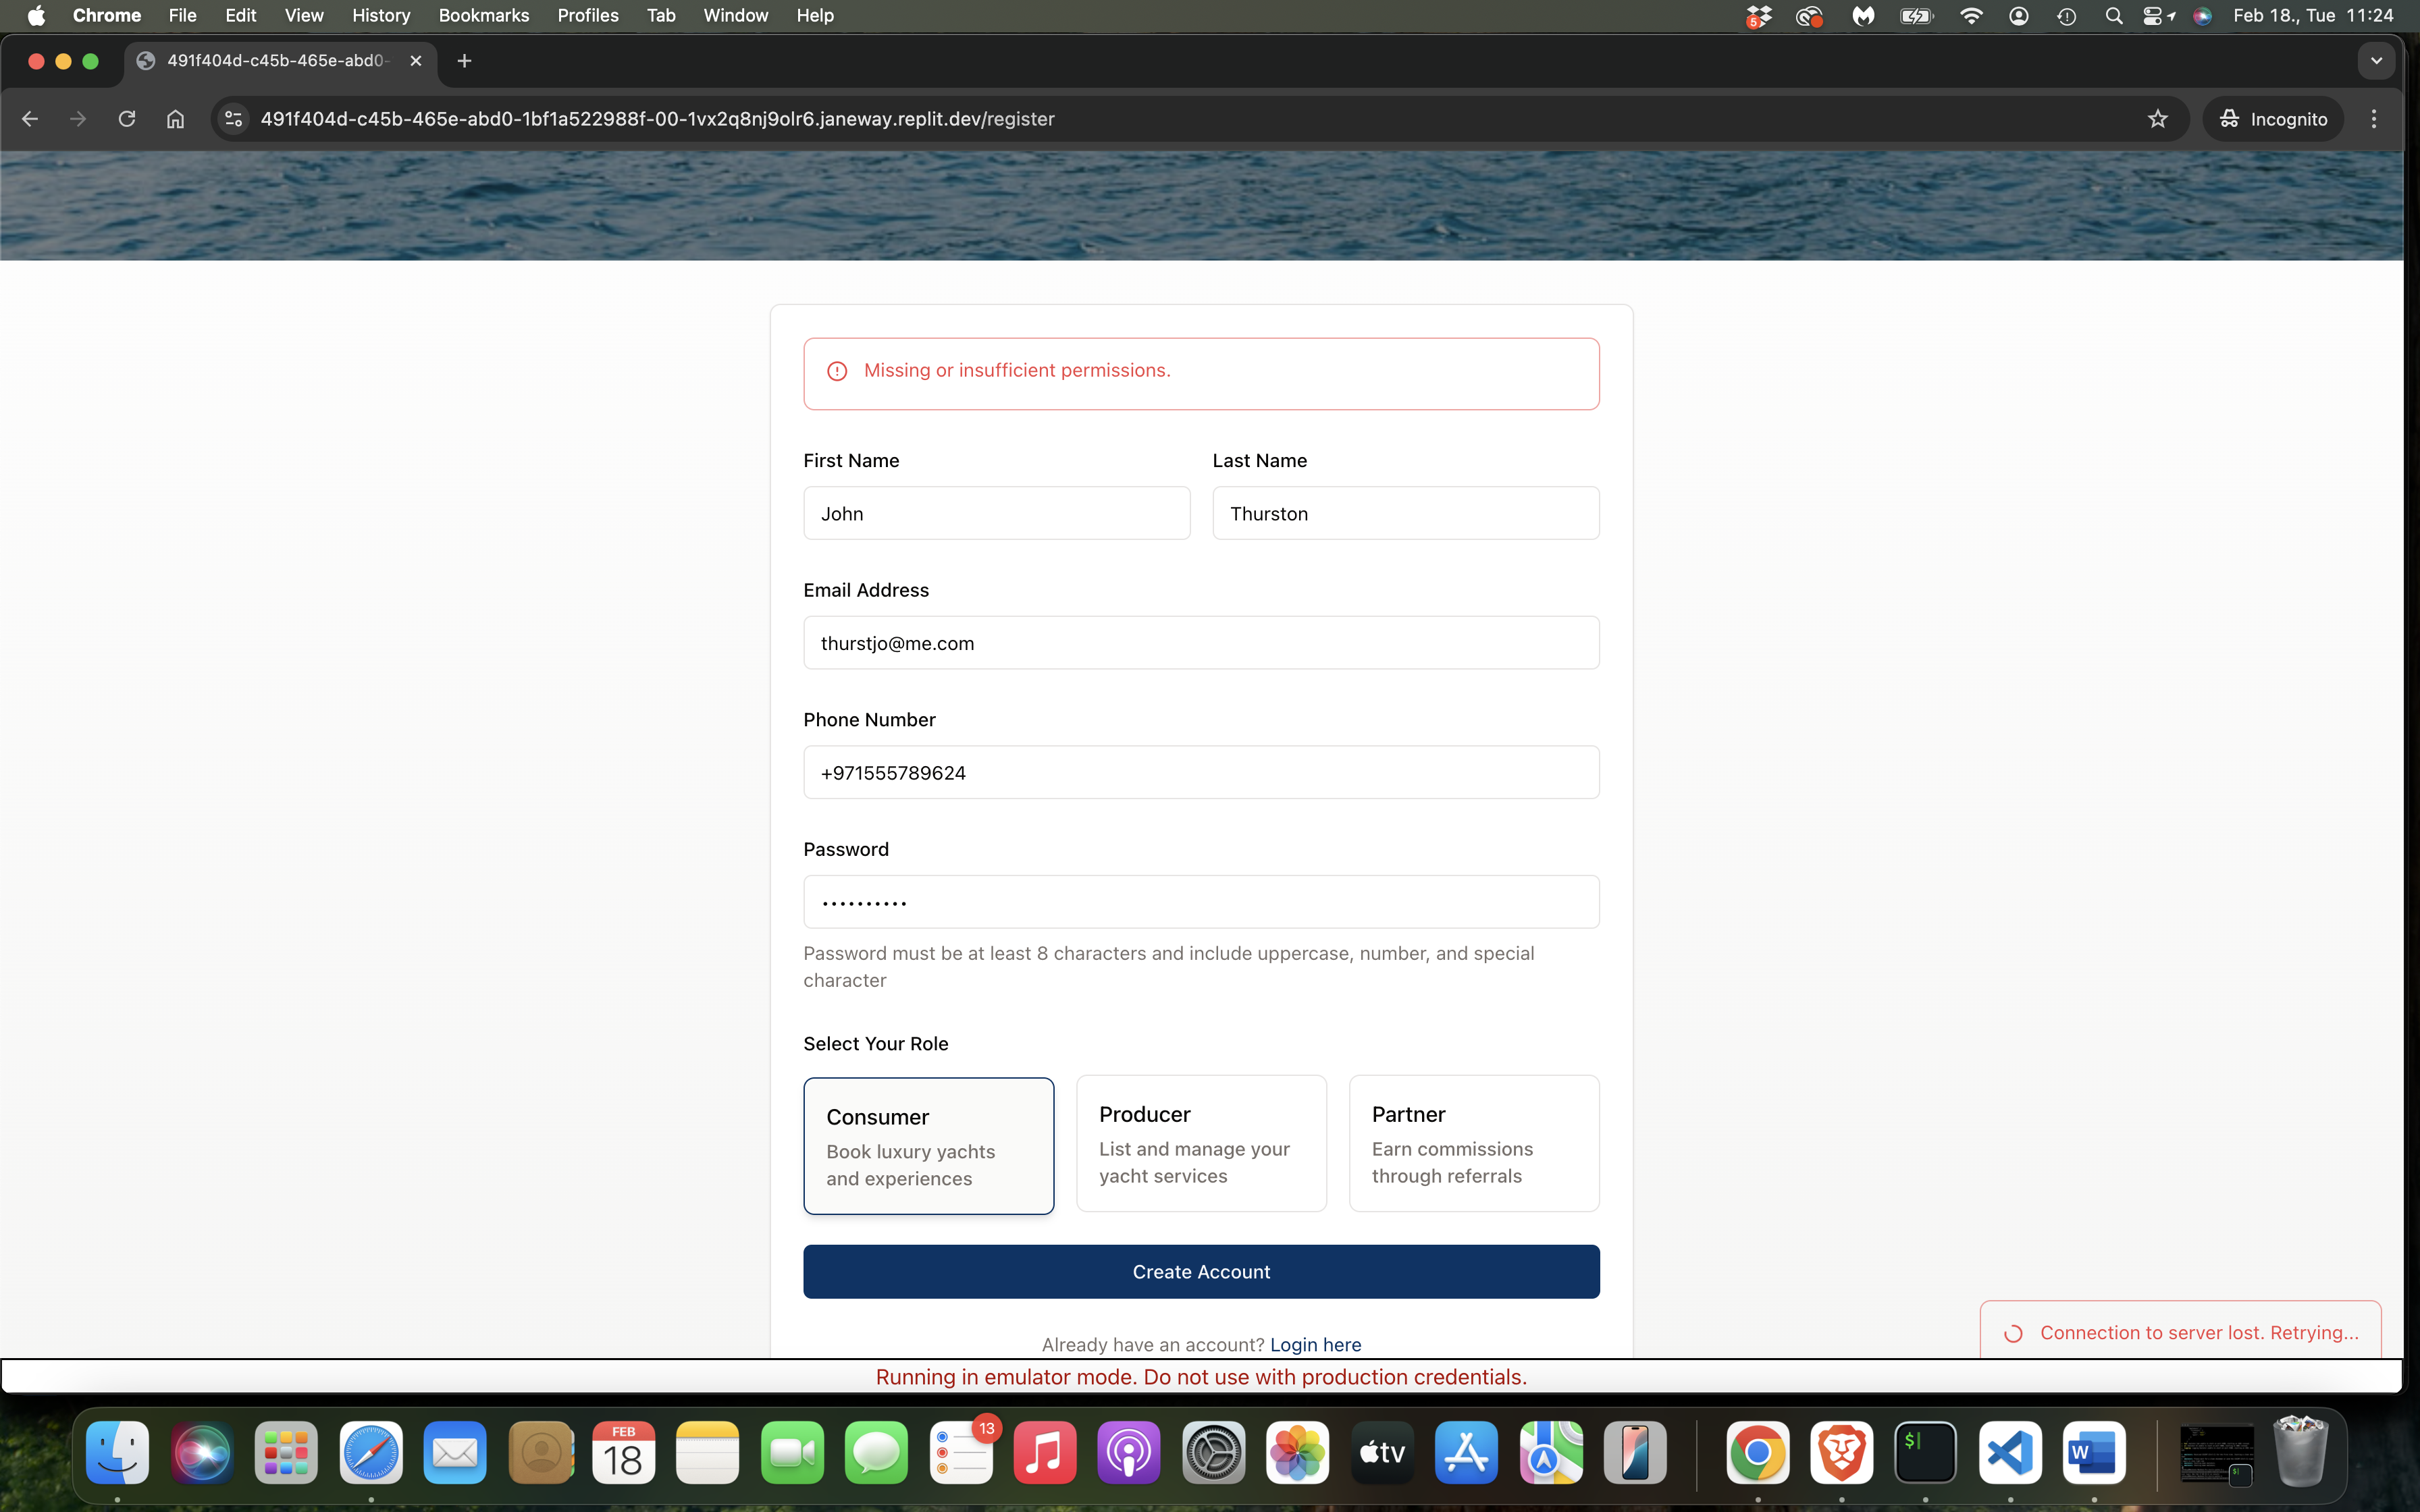 Chrome File Edit View History Bookmarks Profiles Tab Window Help
5
Feb 18., Tue 11:24
491f404d-c45b-465e-abd0-
491f404d-c45b-465e-abd0-1bf1a522988f-00-1vx2q8nj9olr6.janeway.replit.dev/register
Incognito
Missing or insufficient permissions.
First Name
Last Name
John
Thurston
Email Address
thurstjo@me.com
Phone Number
+971555789624
Password
••••••••••
Password must be at least 8 characters and include uppercase, number, and special
character
Select Your Role
Consumer
Book luxury yachts
and experiences
Producer
List and manage your
yacht services
Partner
Earn commissions
through referrals
Create Account
Already have an account? Login here
Connection to server lost. Retrying...
Running in emulator mode. Do not use with production credentials.
FEB
18
13
tv
$
W